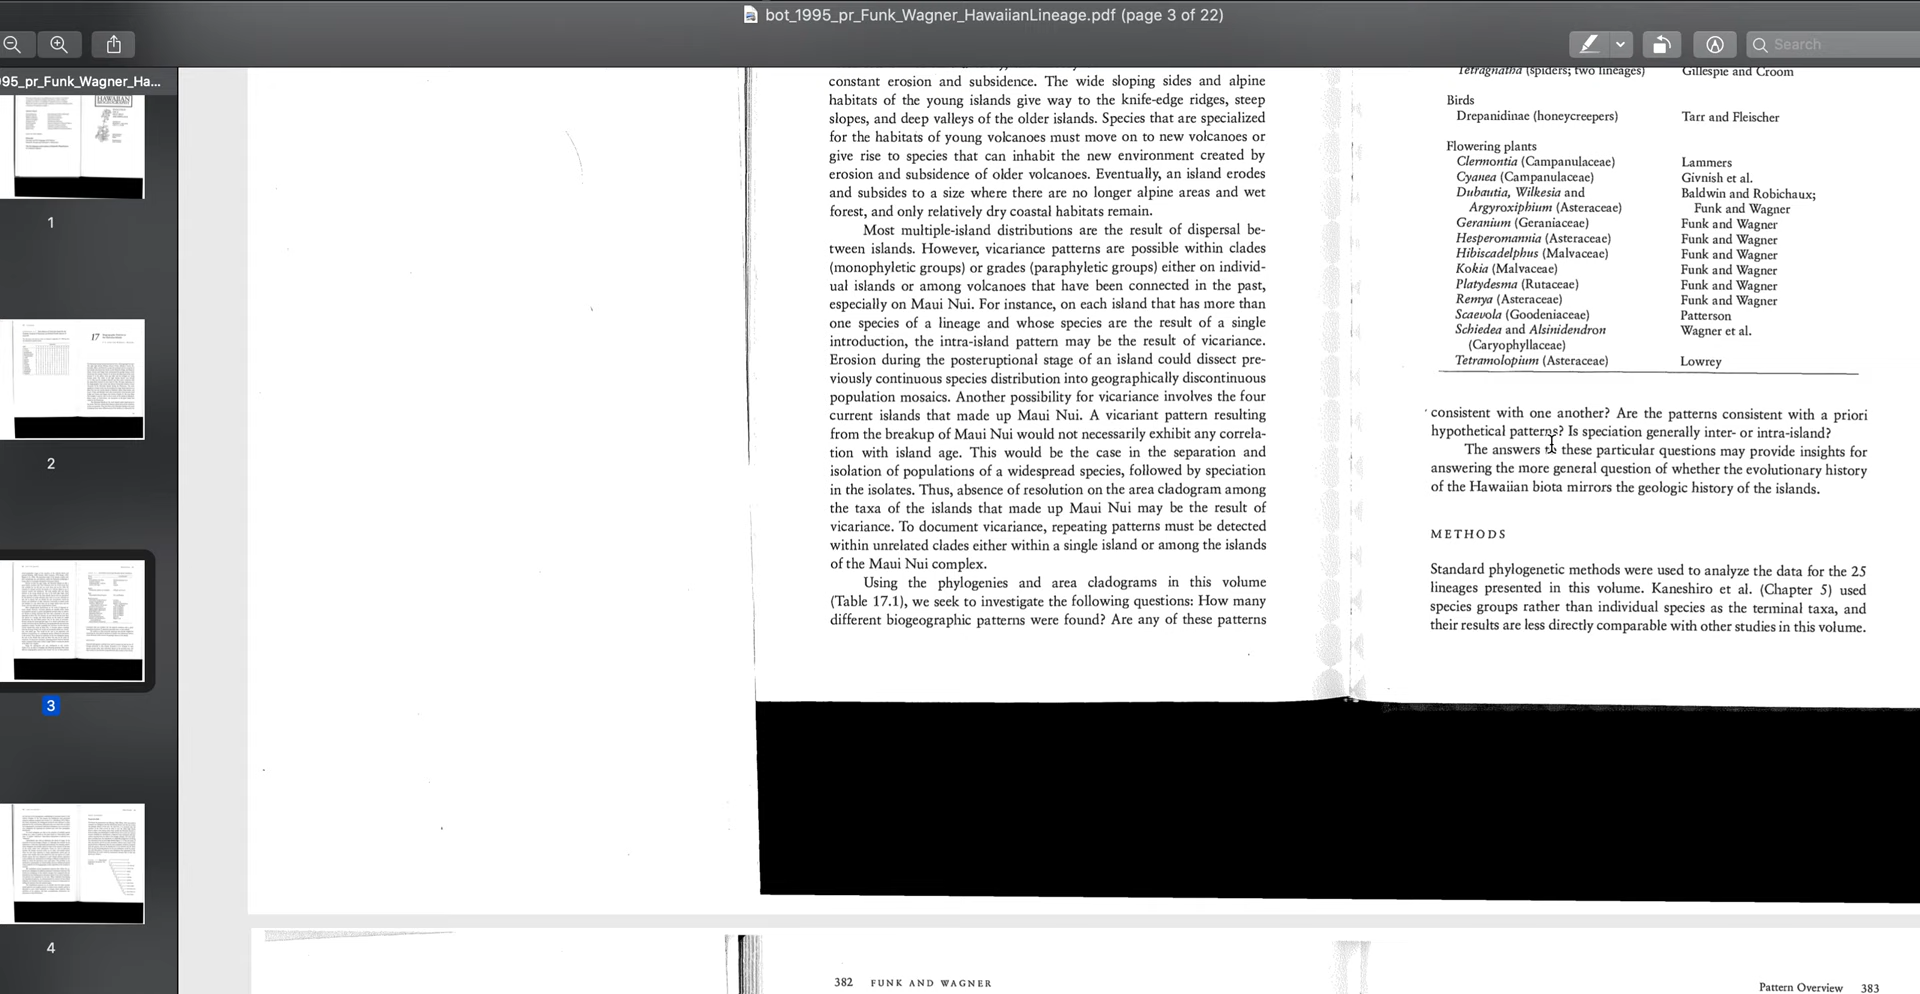 bot_1995_pr_Funk_Wagner_HawaiianLineage.pdf (page 3 of 22)
Search
95_pr_Funk_Wagner_Ha...
1
2
17
3
4
constant erosion and subsidence. The wide sloping sides and alpine
habitats of the young islands give way to the knife-edge ridges, steep
slopes, and deep valleys of the older islands. Species that are specialized
for the habitats of young volcanoes must move on to new volcanoes or
give rise to species that can inhabit the new environment created by
erosion and subsidence of older volcanoes. Eventually, an island erodes
and subsides to a size where there are no longer alpine areas and wet
forest, and only relatively dry coastal habitats remain.
Most multiple-island distributions are the result of dispersal be-
tween islands. However, vicariance patterns are possible within clades
(monophyletic groups) or grades (paraphyletic groups) either on individ-
ual islands or among volcanoes that have been connected in the past,
especially on Maui Nui. For instance, on each island that has more than
one species of a lineage and whose species are the result of a single
introduction, the intra-island pattern may be the result of vicariance.
Erosion during the posteruptional stage of an island could dissect pre-
viously continuous species distribution into geographically discontinuous
population mosaics. Another possibility for vicariance involves the four
current islands that made up Maui Nui. A vicariant pattern resulting
from the breakup of Maui Nui would not necessarily exhibit any correla-
tion with island age. This would be the case in the separation and
isolation of populations of a widespread species, followed by speciation
in the isolates. Thus, absence of resolution on the area cladogram among
the taxa of the islands that made up Maui Nui may be the result of
vicariance. To document vicariance, repeating patterns must be detected
within unrelated clades either within a single island or among the islands
of the Maui Nui complex.
Using the phylogenies and area cladograms in this volume
(Table 17.1), we seek to investigate the following questions: How many
different biogeographic patterns were found? Are any of these patterns
Tetragnatha (spiders; two lineages) Gillespie and Croom
Birds
Drepanidinae (honeycreepers) Tarr and Fleischer
Flowering plants
Clermontia (Campanulaceae) Lammers
Cyanea (Campanulaceae) Givnish et al.
Dubautia, Wilkesia and Baldwin and Robichaux;
Argyroxiphium (Asteraceae) Funk and Wagner
Geranium (Geraniaceae) Funk and Wagner
Hesperomannia (Asteraceae) Funk and Wagner
Hibiscadelphus (Malvaceae) Funk and Wagner
Kokia (Malvaceae) Funk and Wagner
Platydesma (Rutaceae) Funk and Wagner
Remya (Asteraceae) Funk and Wagner
Scaevola (Goodeniaceae) Patterson
Schiedea and Alsinidendron Wagner et al.
(Caryophyllaceae)
Tetramolopium (Asteraceae) Lowrey
consistent with one another? Are the patterns consistent with a priori
hypothetical patterns? Is speciation generally inter- or intra-island?
The answers to these particular questions may provide insights for
answering the more general question of whether the evolutionary history
of the Hawaiian biota mirrors the geologic history of the islands.
METHODS
Standard phylogenetic methods were used to analyze the data for the 25
lineages presented in this volume. Kaneshiro et al. (Chapter 5) used
species groups rather than individual species as the terminal taxa, and
their results are less directly comparable with other studies in this volume.
382 FUNK AND WAGNER
Pattern Overview 383